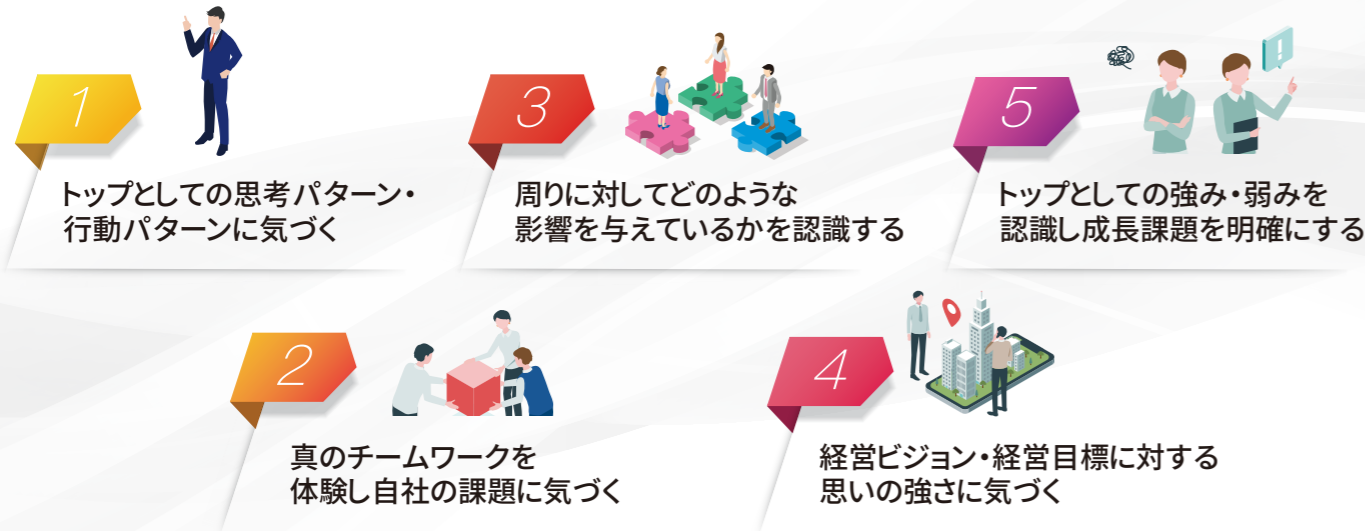 1
トップとしての思考パターン・
行動パターンに気づく
2
真のチームワークを
体験し自社の課題に気づく
3
周りに対してどのような
影響を与えているかを認識する
4
経営ビジョン・経営目標に対する
思いの強さに気づく
5
トップとしての強み・弱みを
認識し成長課題を明確にする